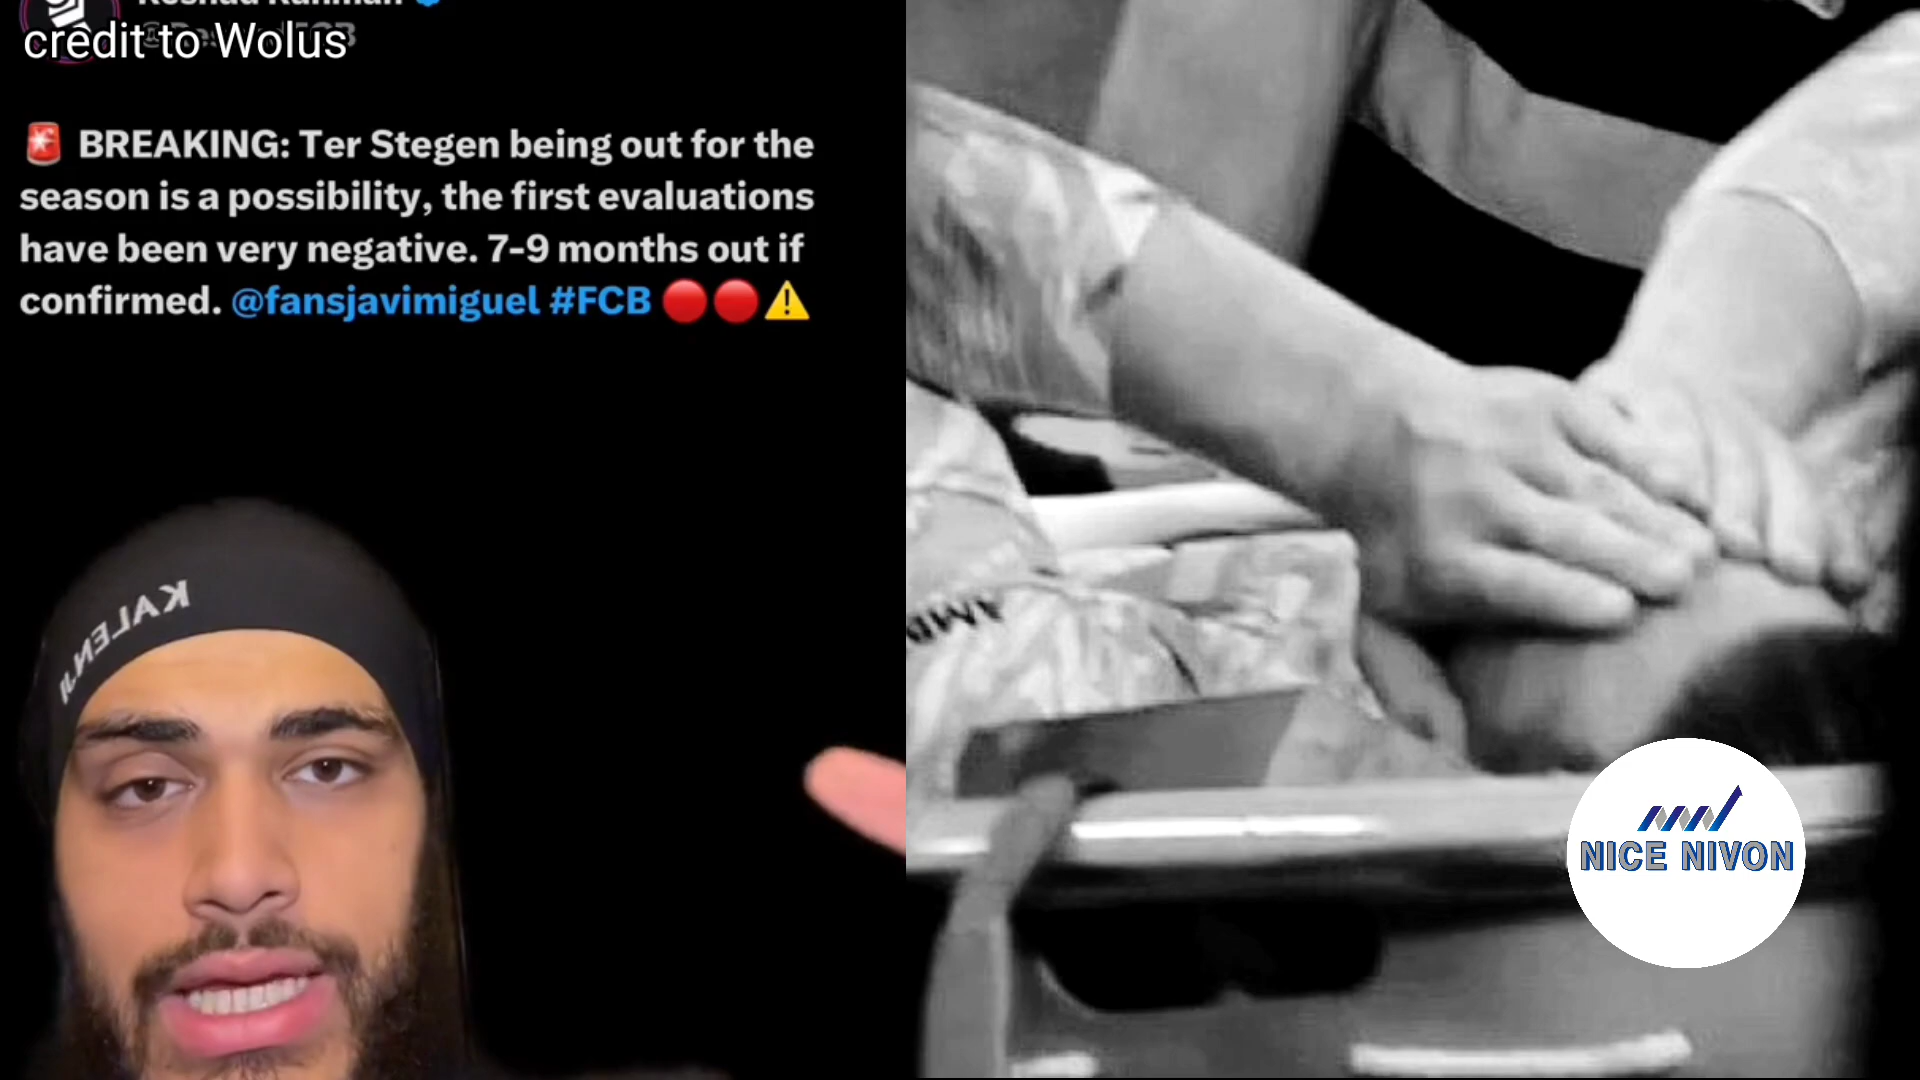 credit to Wolus
🚨 BREAKING: Ter Stegen being out for the
season is a possibility, the first evaluations
have been very negative. 7-9 months out if
confirmed. @fansjavimiguel #FCB 🔴🔴⚠️
KALENJI
NICE NIVON